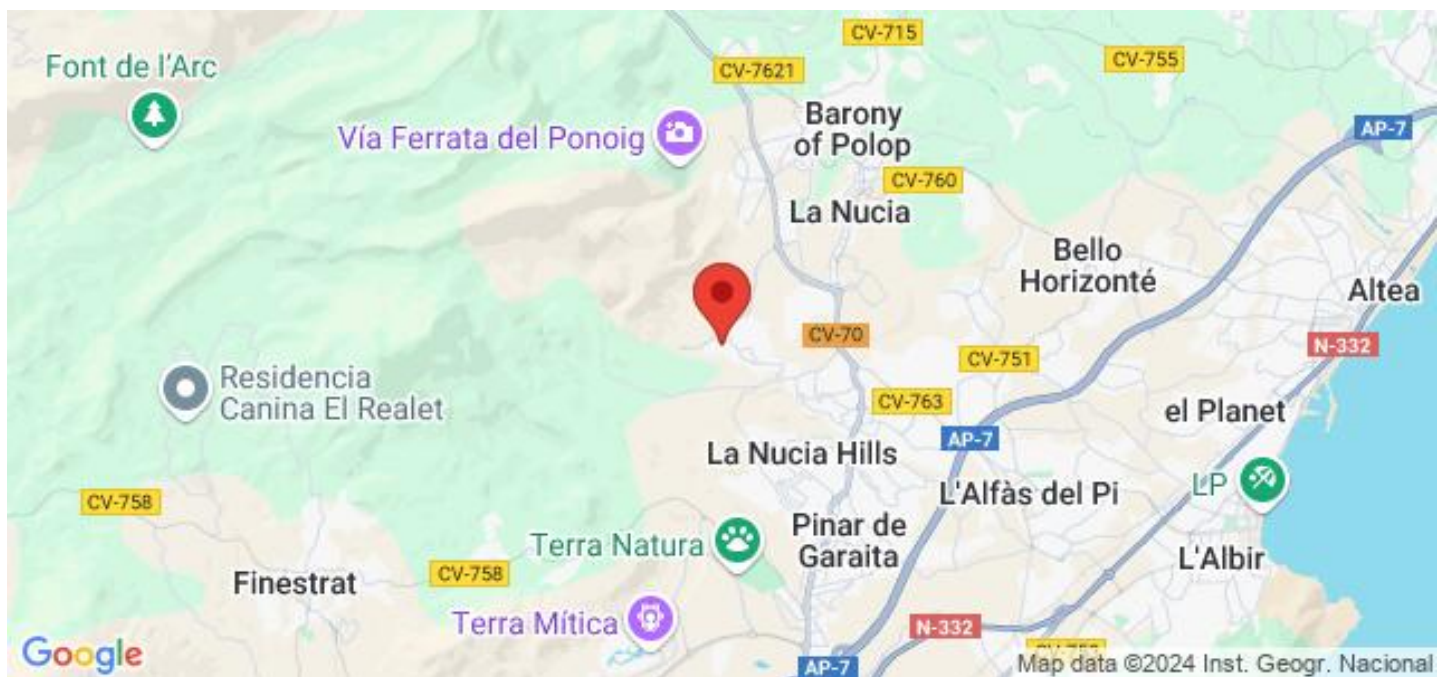 CV-715
CV-755
Font de l'Arc
CV-7621
Barony
of Polop
AP-7
Vía Ferrata del Ponoig
CV-760
La Nucia
Bello
Horizonté
Altea
CV-70
N-332
CV-751
Residencia
Canina El Realet
CV-763
el Planet
AP-7
La Nucia Hills
LP
L'Alfàs del Pi
CV-758
Pinar de
Garaita
Terra Natura
L'Albir
CV-758
Finestrat
Terra Mítica
N-332
Google
AP-7
Map data ©2024 Inst. Geogr. Nacional